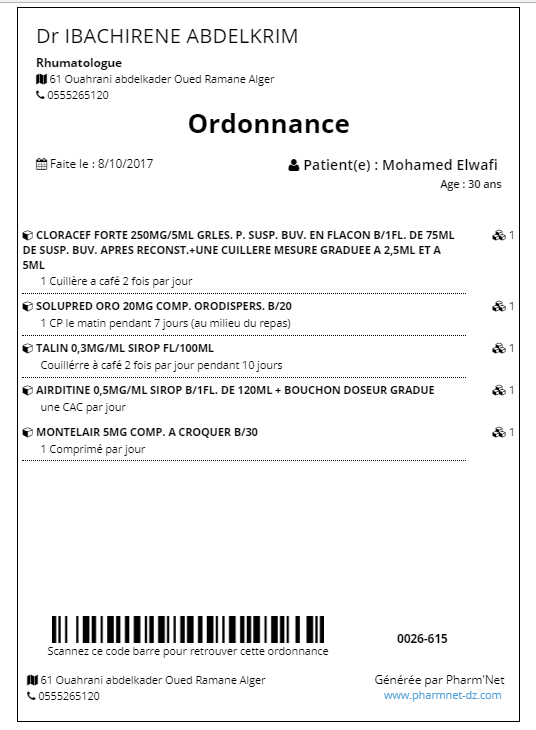 Dr IBACHIRENE ABDELKRIM
Rhumatologue
61 Ouahrani abdelkader Oued Ramane Alger
0555265120
Ordonnance
Faite le : 8/10/2017
Patient(e) : Mohamed Elwafi
Age : 30 ans
CLORACEF FORTE 250MG/5ML GRLES. P. SUSP. BUV. EN FLACON B/1FL. DE 75ML 1
DE SUSP. BUV. APRES RECONST.+UNE CUILLERE MESURE GRADUEE A 2,5ML ET A
5ML
1 Cuillère a café 2 fois par jour
SOLUPRED ORO 20MG COMP. ORODISPERS. B/20 1
1 CP le matin pendant 7 jours (au milieu du repas)
TALIN 0,3MG/ML SIROP FL/100ML 1
Couillérre à café 2 fois par jour pendant 10 jours
AIRDITINE 0,5MG/ML SIROP B/1FL. DE 120ML + BOUCHON DOSEUR GRADUE 1
une CAC par jour
MONTELAIR 5MG COMP. A CROQUER B/30 1
1 Comprimé par jour
Scannez ce code barre pour retrouver cette ordonnance
0026-615
61 Ouahrani abdelkader Oued Ramane Alger
0555265120
Générée par Pharm'Net
www.pharmnet-dz.com